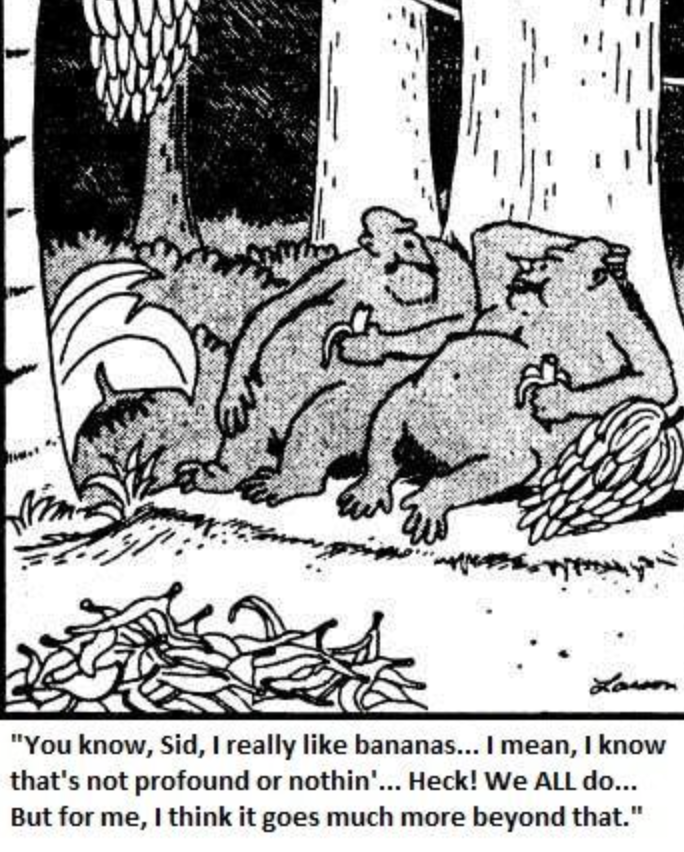 Larson
"You know, Sid, I really like bananas... I mean, I know
that's not profound or nothin'... Heck! We ALL do...
But for me, I think it goes much more beyond that."